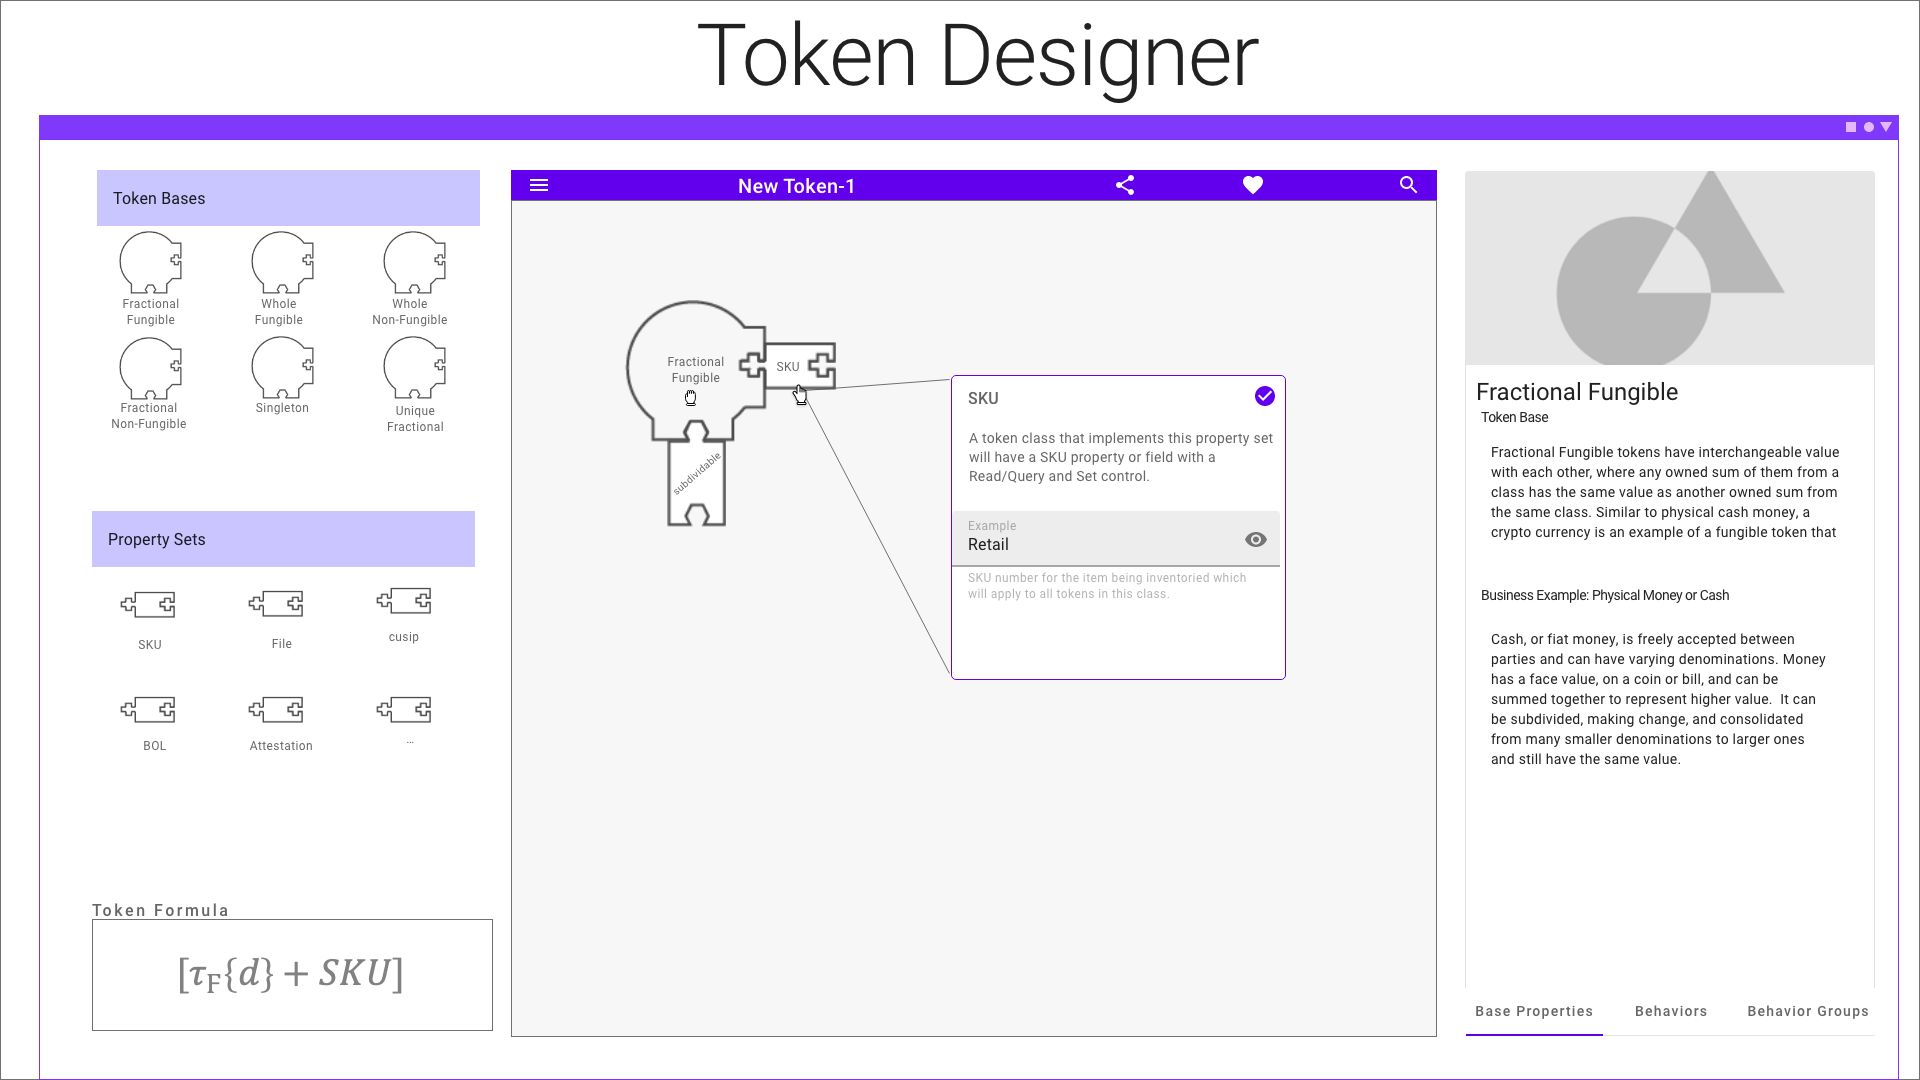 Token Designer
Token Bases
Fractional
Fungible
Whole
Fungible
Whole
Non-Fungible
Fractional
Non-Fungible
Singleton
Unique
Fractional
Property Sets
SKU
File
cusip
BOL
Attestation
...
Token Formula
[τF{d} + SKU]
New Token-1
Fractional
Fungible
SKU
subdividable
SKU
A token class that implements this property set
will have a SKU property or field with a
Read/Query and Set control.
Example
Retail
SKU number for the item being inventoried which
will apply to all tokens in this class.
Fractional Fungible
Token Base
Fractional Fungible tokens have interchangeable value
with each other, where any owned sum of them from a
class has the same value as another owned sum from
the same class. Similar to physical cash money, a
crypto currency is an example of a fungible token that
Business Example: Physical Money or Cash
Cash, or fiat money, is freely accepted between
parties and can have varying denominations. Money
has a face value, on a coin or bill, and can be
summed together to represent higher value.  It can
be subdivided, making change, and consolidated
from many smaller denominations to larger ones
and still have the same value.
Base Properties
Behaviors
Behavior Groups